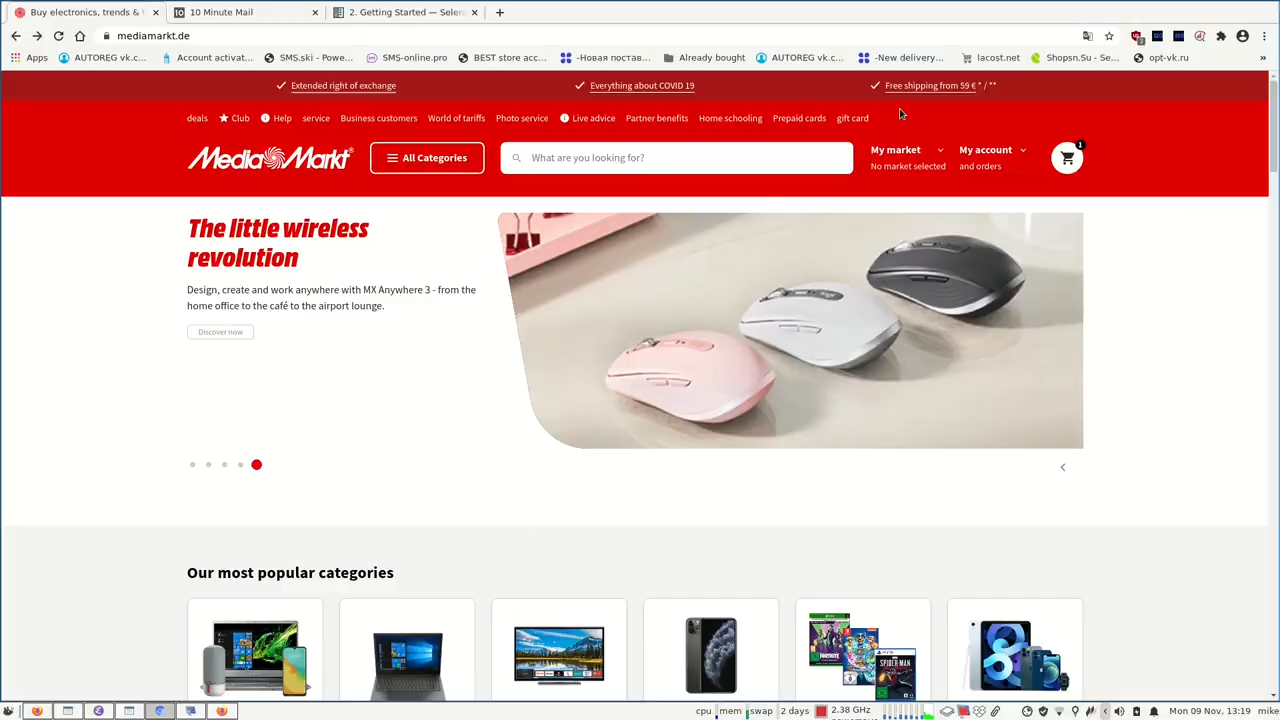 Buy electronics, trends &
10 Minute Mail
2. Getting Started — Selen
mediamarkt.de
Apps
AUTOREG vk.c...
Account activat...
SMS.ski - Powe...
SMS-online.pro
BEST store acc...
-Новая постав...
Already bought
AUTOREG vk.c...
-New delivery...
lacost.net
Shopsn.Su - Se...
opt-vk.ru
»
Extended right of exchange
Everything about COVID 19
Free shipping from 59 € * / **
deals
Club
Help
service
Business customers
World of tariffs
Photo service
Live advice
Partner benefits
Home schooling
Prepaid cards
gift card
MediaMarkt
All Categories
What are you looking for?
My market
No market selected
My account
and orders
1
The little wireless
revolution
Design, create and work anywhere with MX Anywhere 3 - from the
home office to the café to the airport lounge.
Discover now
Our most popular categories
FORTNITE
SPIDER-MAN
cpu
mem
swap
2 days
2.38 GHz
Mon 09 Nov, 13:19
mike